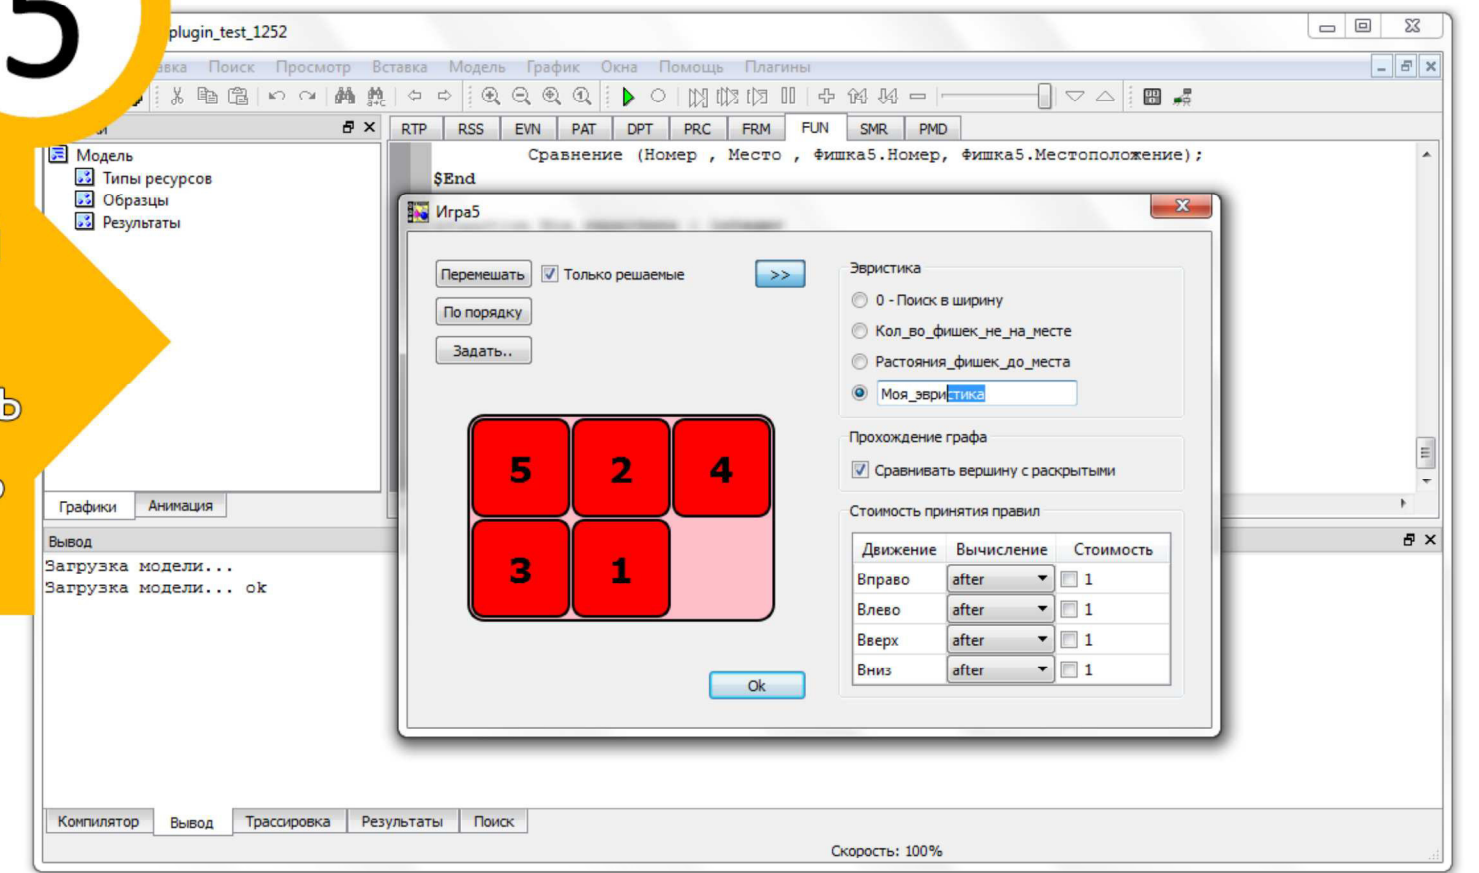 5
plugin_test_1252
авка Поиск Просмотр Вставка Модель График Окна Помощь Плагины
RTP RSS EVN PAT DPT PRC FRM FUN SMR PMD
Модель
Типы ресурсов
Образцы
Результаты
Сравнение (Номер , Место , Фишка5.Номер, Фишка5.Местоположение);
$End
Игра5
Перемешать
Только решаемые
>>
По порядку
Задать..
5 2 4
3 1
Ok
Эвристика
0 - Поиск в ширину
Кол_во_фишек_не_на_месте
Растояния_фишек_до_места
Моя_эвристика
Прохождение графа
Сравнивать вершину с раскрытыми
Стоимость принятия правил
Движение Вычисление Стоимость
Вправо after 1
Влево after 1
Вверх after 1
Вниз after 1
ь
Графики Анимация
Вывод
Загрузка модели...
Загрузка модели... ok
Компилятор Вывод Трассировка Результаты Поиск
Скорость: 100%